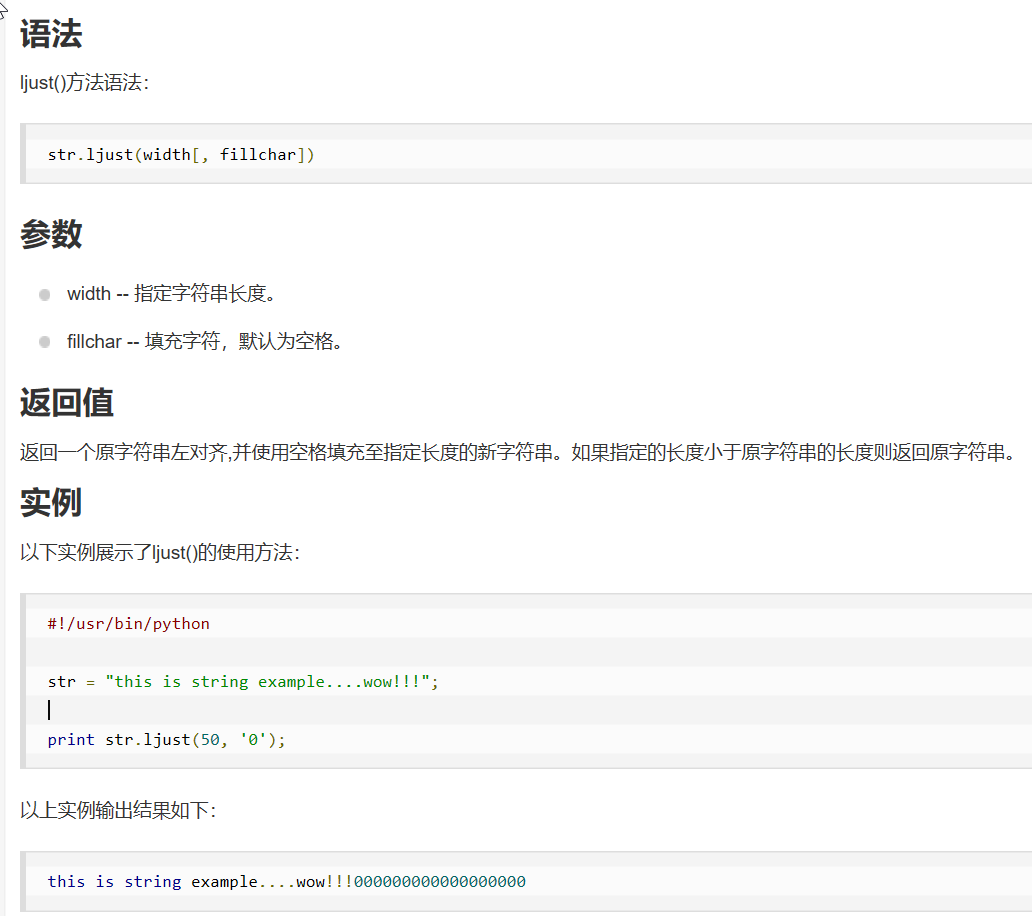 语法
ljust()方法语法：
str.ljust(width[, fillchar])
参数
width -- 指定字符串长度。
fillchar -- 填充字符，默认为空格。
返回值
返回一个原字符串左对齐,并使用空格填充至指定长度的新字符串。如果指定的长度小于原字符串的长度则返回原字符串。
实例
以下实例展示了ljust()的使用方法：
#!/usr/bin/python
str = "this is string example....wow!!!";
print str.ljust(50, '0');
以上实例输出结果如下：
this is string example....wow!!!000000000000000000